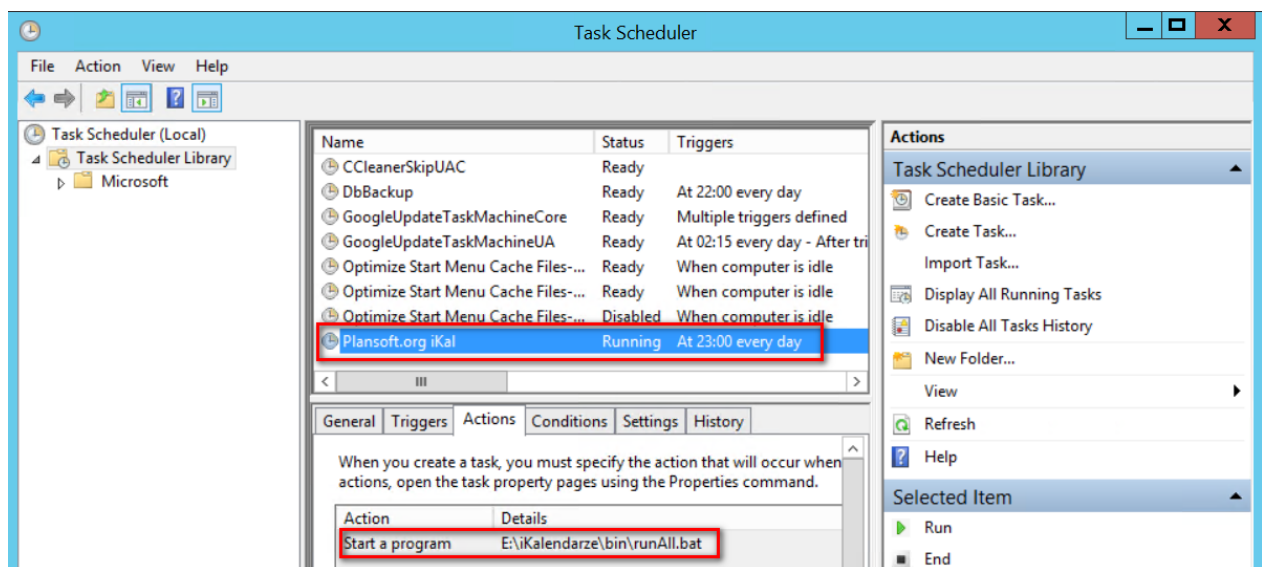 Task Scheduler
File Action View Help
Task Scheduler (Local)
Task Scheduler Library
Microsoft
Name Status Triggers
CCleanerSkipUAC Ready
DbBackup Ready At 22:00 every day
GoogleUpdateTaskMachineCore Ready Multiple triggers defined
GoogleUpdateTaskMachineUA Ready At 02:15 every day - After tri
Optimize Start Menu Cache Files-... Ready When computer is idle
Optimize Start Menu Cache Files-... Ready When computer is idle
Optimize Start Menu Cache Files-... Disabled When computer is idle
Plansoft.org iKal Running At 23:00 every day
General Triggers Actions Conditions Settings History
When you create a task, you must specify the action that will occur when
actions, open the task property pages using the Properties command.
Action Details
Start a program E:\iKalendarze\bin\runAll.bat
Actions
Task Scheduler Library
Create Basic Task...
Create Task...
Import Task...
Display All Running Tasks
Disable All Tasks History
New Folder...
View
Refresh
Help
Selected Item
Run
End